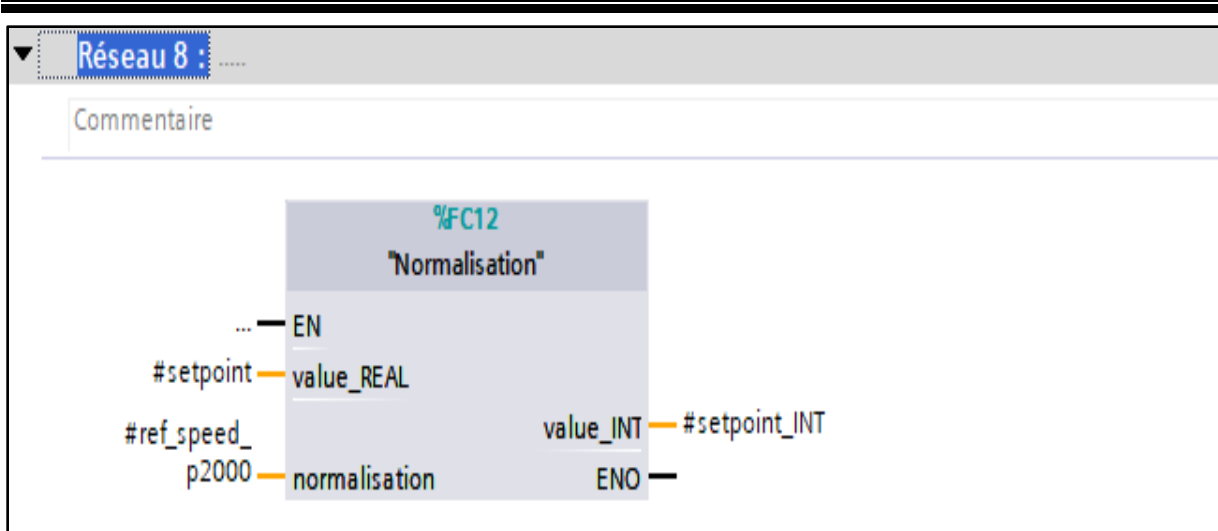 Réseau 8 : .....
Commentaire
%FC12
"Normalisation"
... EN
#setpoint value_REAL
value_INT #setpoint_INT
#ref_speed_
p2000 normalisation ENO